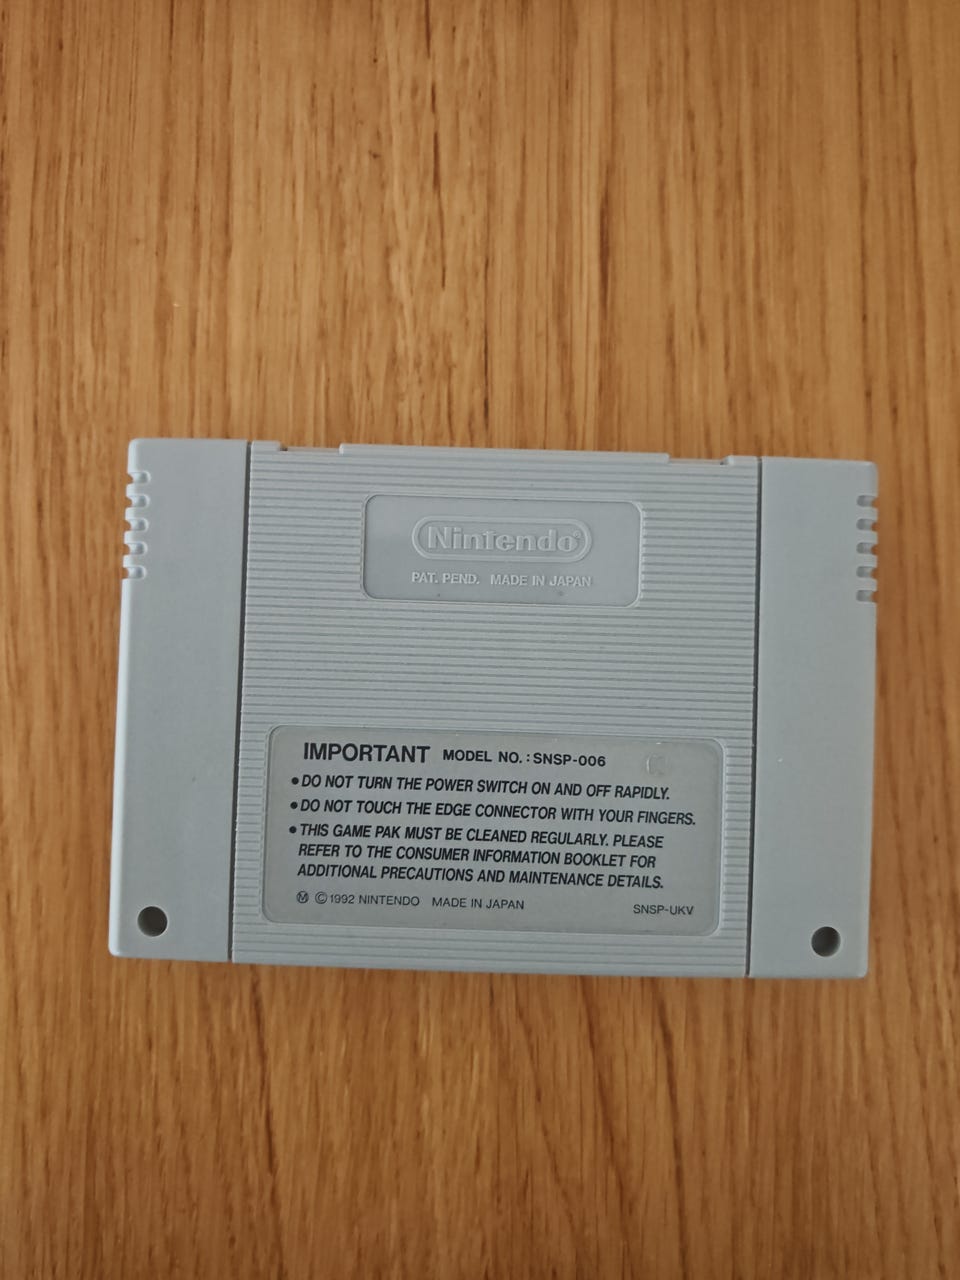 Nintendo®
PAT. PEND. MADE IN JAPAN
IMPORTANT MODEL NO. : SNSP-006
• DO NOT TURN THE POWER SWITCH ON AND OFF RAPIDLY.
• DO NOT TOUCH THE EDGE CONNECTOR WITH YOUR FINGERS.
• THIS GAME PAK MUST BE CLEANED REGULARLY. PLEASE
REFER TO THE CONSUMER INFORMATION BOOKLET FOR
ADDITIONAL PRECAUTIONS AND MAINTENANCE DETAILS.
Ⓜ ©1992 NINTENDO MADE IN JAPAN SNSP-UKV